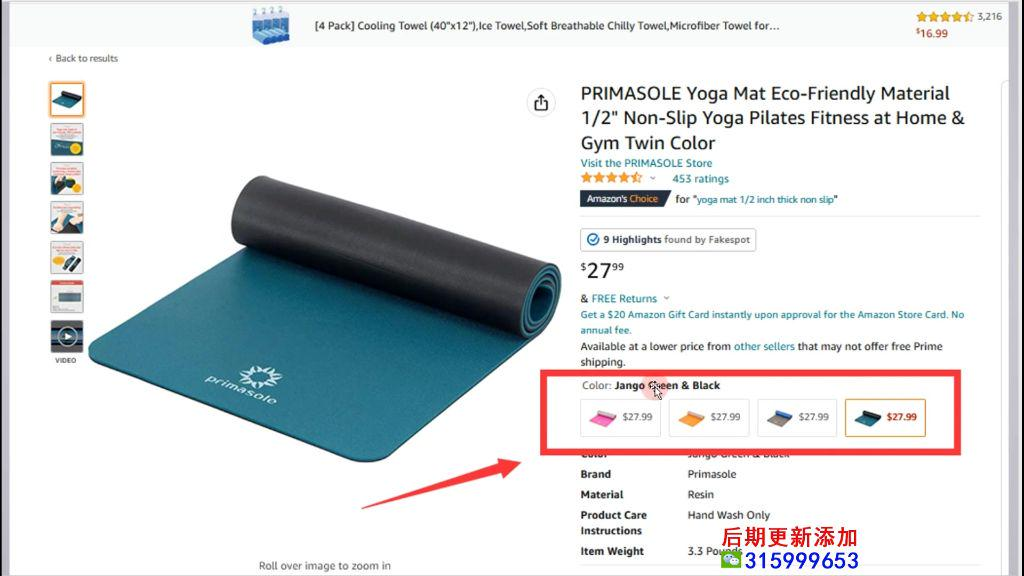 [4 Pack] Cooling Towel (40"x12"),Ice Towel,Soft Breathable Chilly Towel,Microfiber Towel for...
3,216
$16.99
‹ Back to results
PRIMASOLE Yoga Mat Eco-Friendly Material
1/2" Non-Slip Yoga Pilates Fitness at Home &
Gym Twin Color
Visit the PRIMASOLE Store
453 ratings
Amazon's Choice for "yoga mat 1/2 inch thick non slip"
9 Highlights found by Fakespot
$27 99
& FREE Returns
Get a $20 Amazon Gift Card instantly upon approval for the Amazon Store Card. No
annual fee.
Available at a lower price from other sellers that may not offer free Prime
shipping.
Color: Jango Green & Black
$27.99 $27.99 $27.99 $27.99
Color Jango Green & Black
Brand Primasole
Material Resin
Product Care Hand Wash Only
Instructions
Item Weight 3.3 Pounds
VIDEO
primasole
Roll over image to zoom in
后期更新添加
315999653